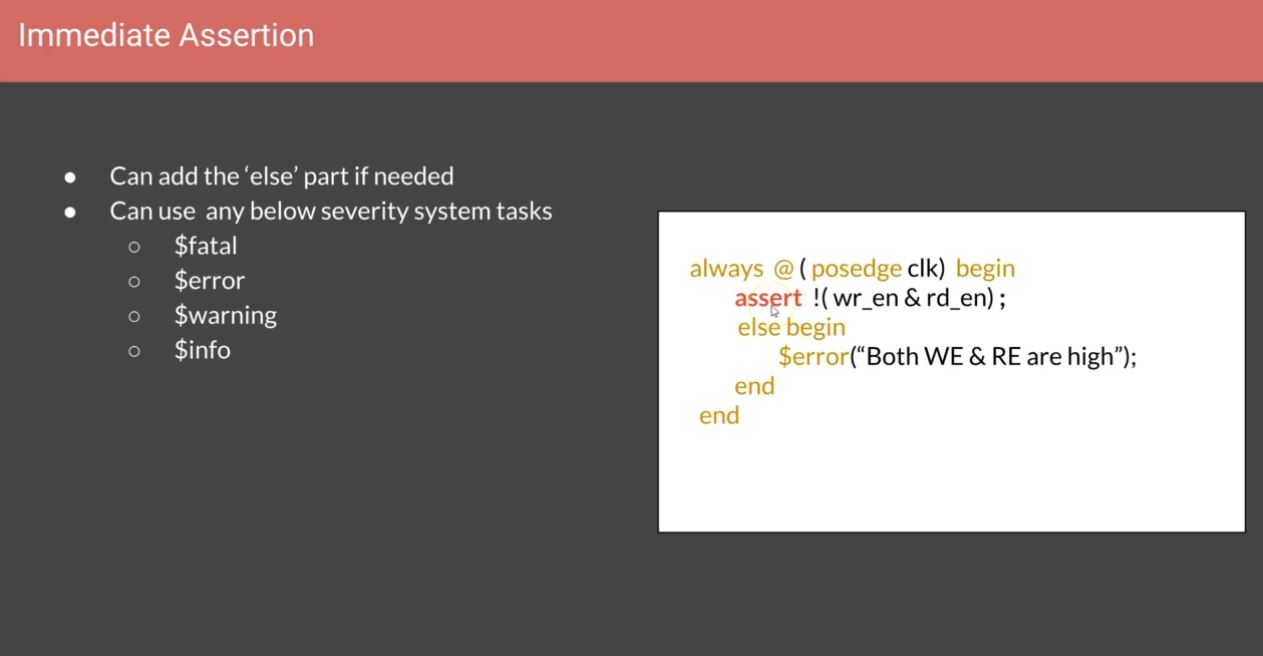 Immediate Assertion
● Can add the ‘else’ part if needed
● Can use any below severity system tasks
○ $fatal
○ $error
○ $warning
○ $info
always @ ( posedge clk) begin
assert !( wr_en & rd_en) ;
else begin
$error(“Both WE & RE are high”);
end
end